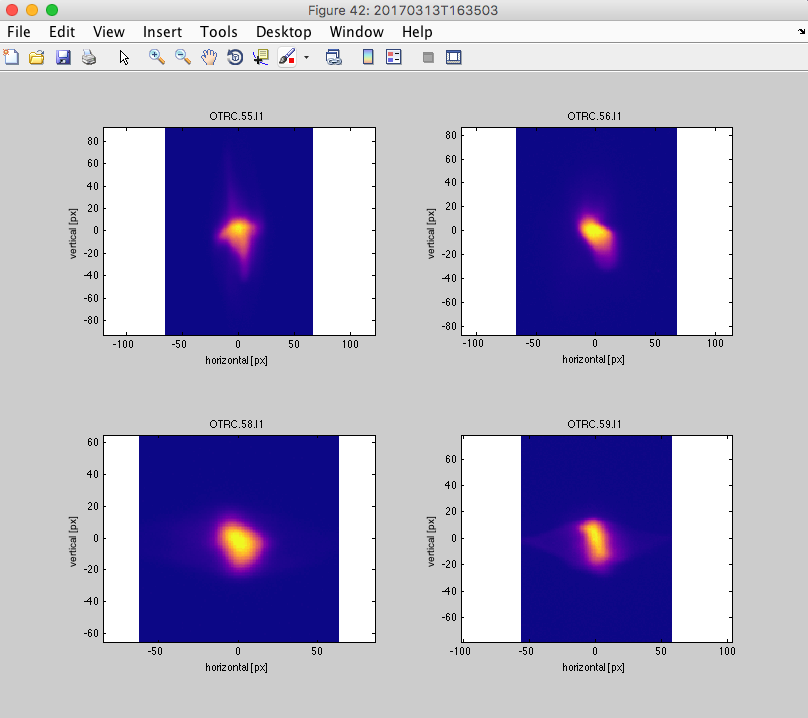 Figure 42: 20170313T163503
File Edit View Insert Tools Desktop Window Help
OTRC.55.I1
80
60
40
20
0
-20
-40
-60
-80
-100 -50 0 50 100
vertical [px]
horizontal [px]
OTRC.56.I1
80
60
40
20
0
-20
-40
-60
-80
-100 -50 0 50 100
vertical [px]
horizontal [px]
OTRC.58.I1
60
40
20
0
-20
-40
-60
-50 0 50
vertical [px]
horizontal [px]
OTRC.59.I1
60
40
20
0
-20
-40
-60
-100 -50 0 50 100
vertical [px]
horizontal [px]